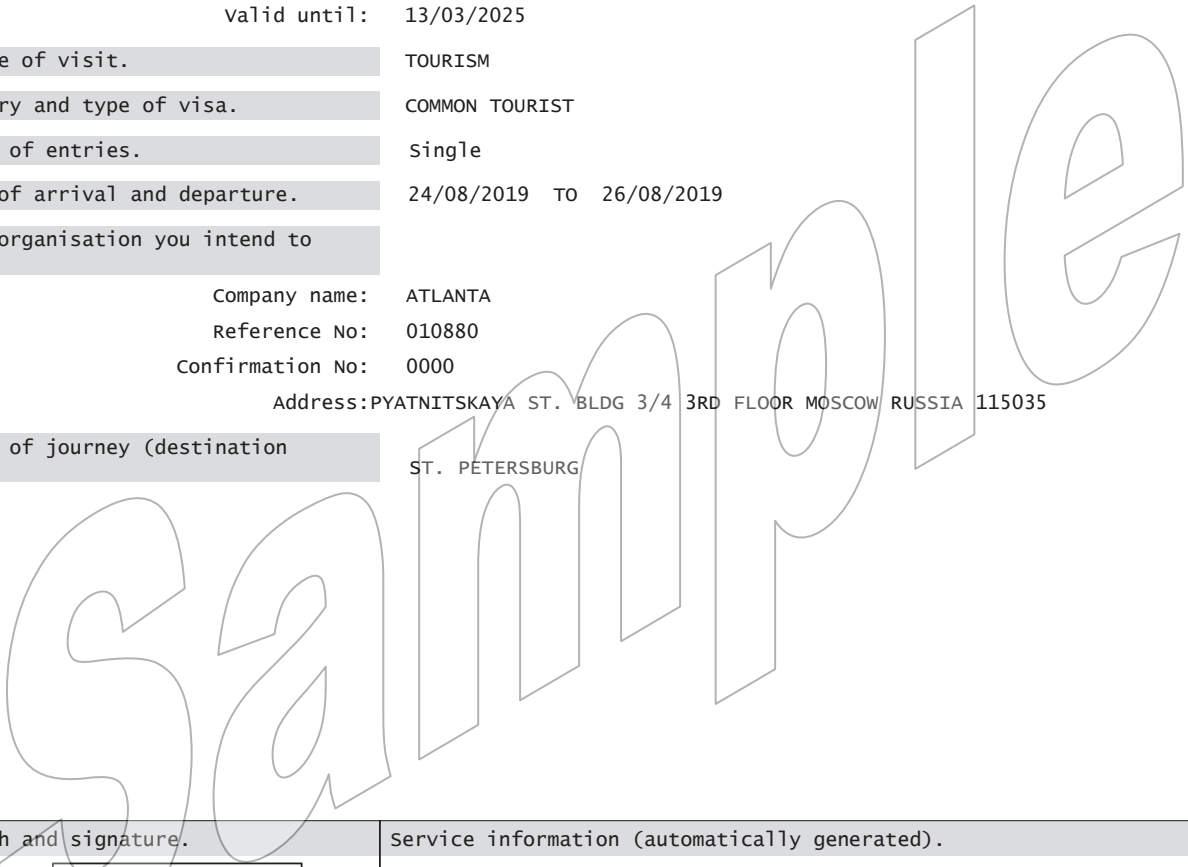 Valid until: 13/03/2025
e of visit. TOURISM
ry and type of visa. COMMON TOURIST
of entries. Single
of arrival and departure. 24/08/2019 TO 26/08/2019
organisation you intend to
Company name: ATLANTA
Reference No: 010880
Confirmation No: 0000
Address:PYATNITSKAYA ST. BLDG 3/4 3RD FLOOR MOSCOW RUSSIA 115035
of journey (destination
ST. PETERSBURG
sample
h and signature. Service information (automatically generated).